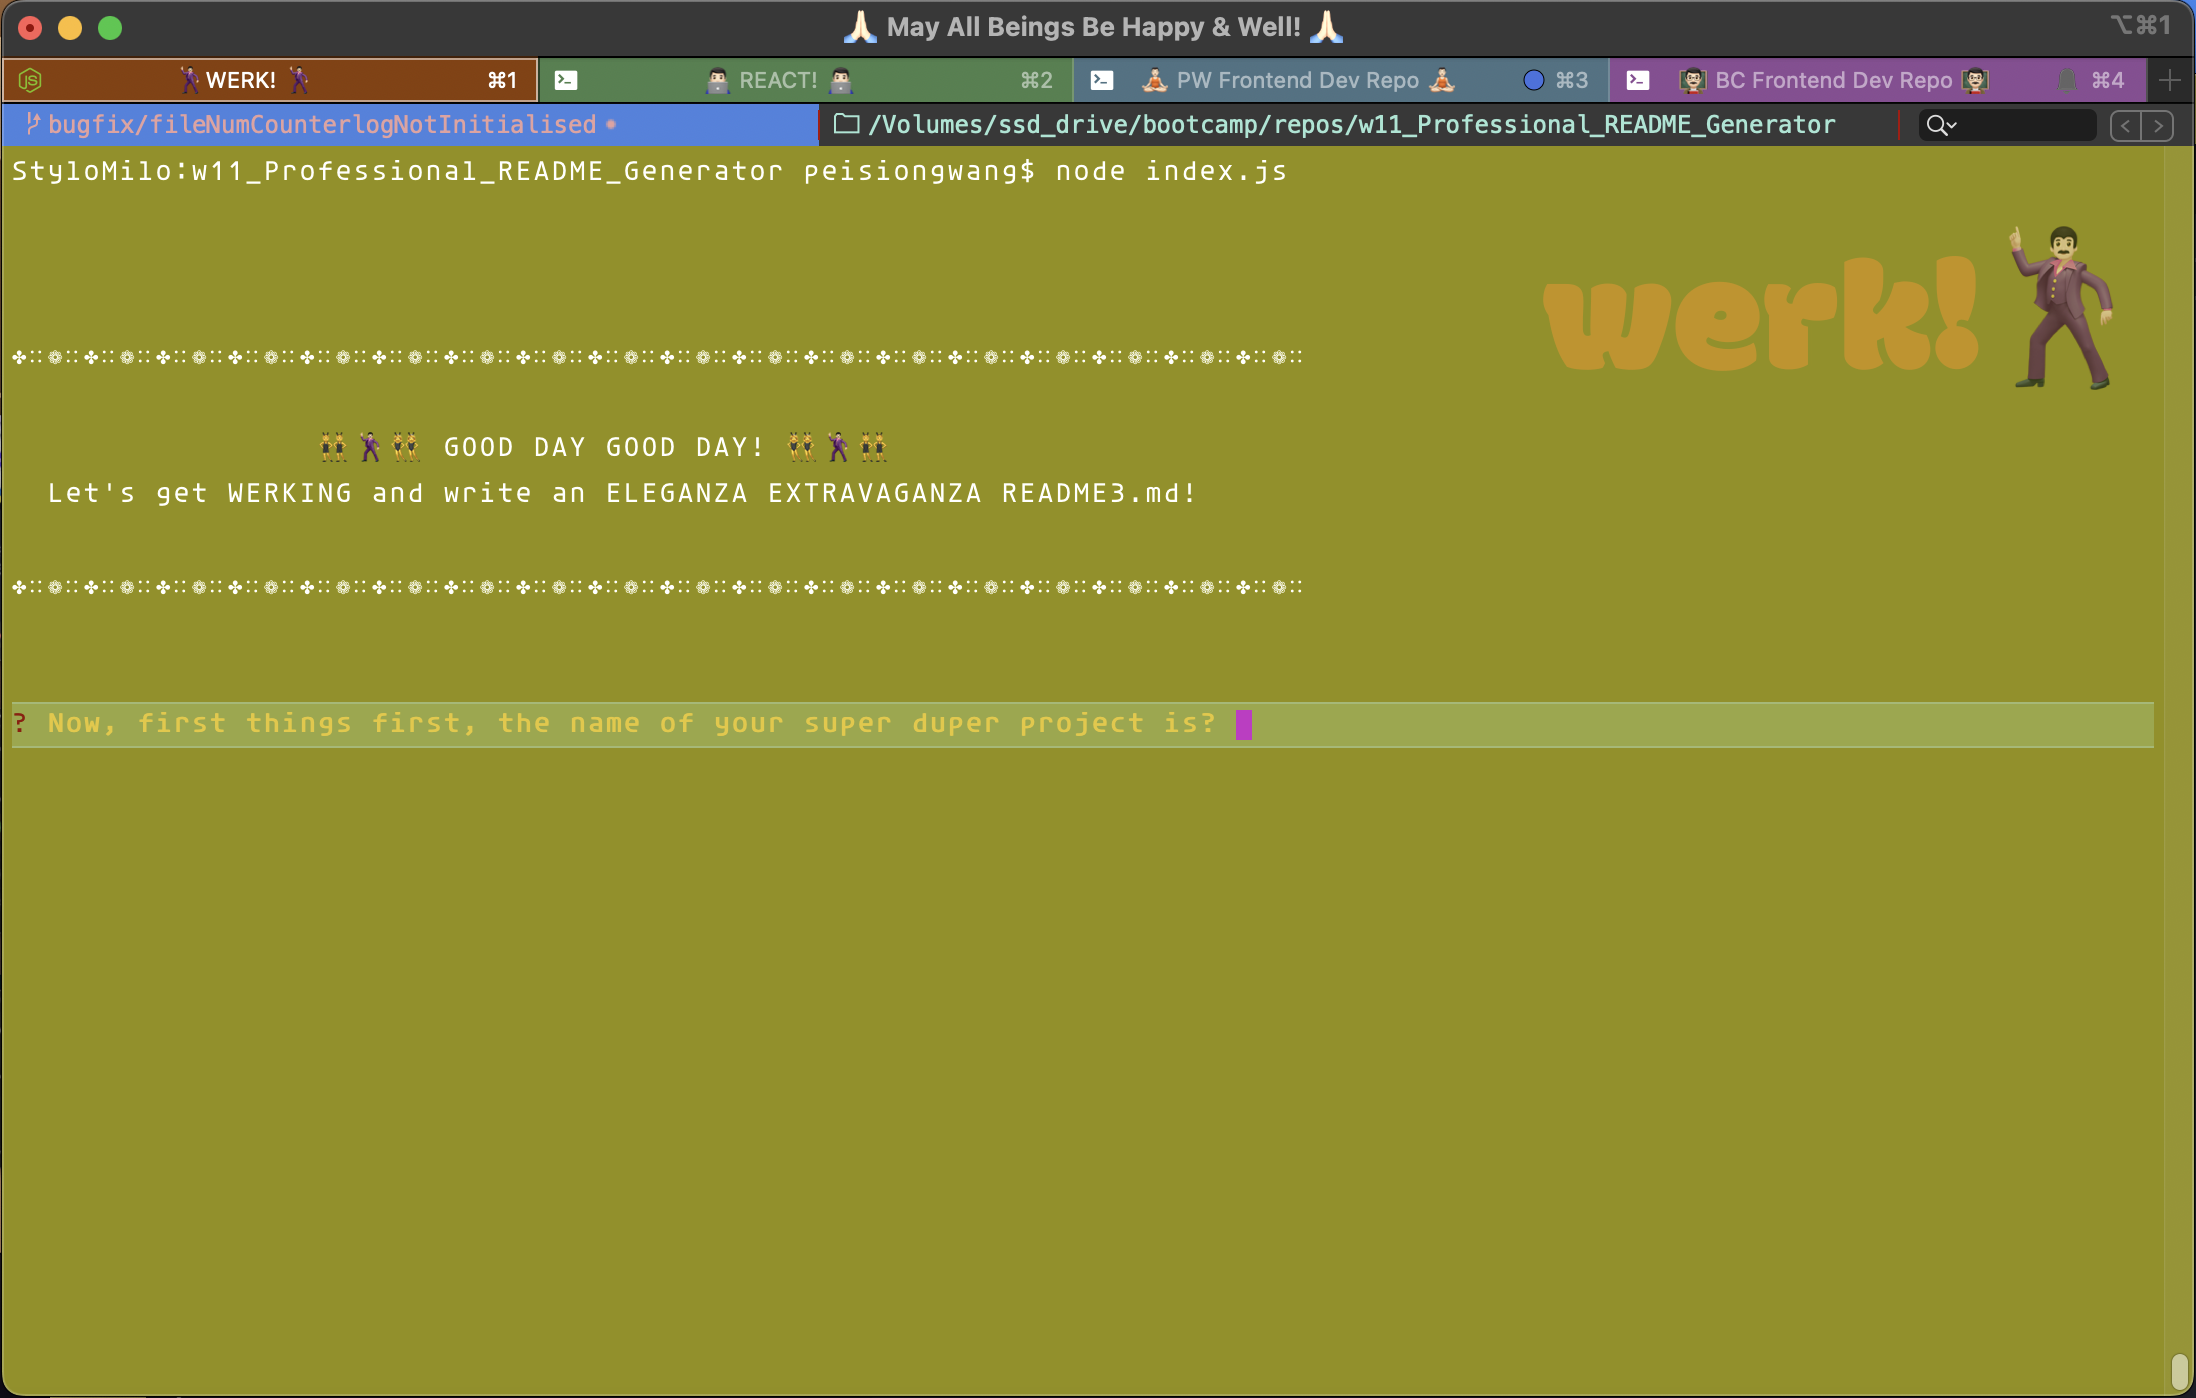 🙏🏻 May All Beings Be Happy & Well! 🙏🏻 ⌥⌘1
🕺 WERK! 🕺 ⌘1
👨🏻‍💻 REACT! 👨🏻‍💻 ⌘2
🧘🏻 PW Frontend Dev Repo 🧘🏻 ⌘3
👨🏻‍🏫 BC Frontend Dev Repo 👨🏻‍🏫 ⌘4
bugfix/fileNumCounterlogNotInitialised
/Volumes/ssd_drive/bootcamp/repos/w11_Professional_README_Generator
StyloMilo:w11_Professional_README_Generator peisiongwang$ node index.js
werk!
✤::❁::✤::❁::✤::❁::✤::❁::✤::❁::✤::❁::✤::❁::✤::❁::✤::❁::✤::❁::✤::❁::✤::❁::✤::❁::✤::❁::✤::❁::✤::❁::✤::❁::✤::❁::
👯🕺👯 GOOD DAY GOOD DAY! 👯🕺👯
Let's get WERKING and write an ELEGANZA EXTRAVAGANZA README3.md!
✤::❁::✤::❁::✤::❁::✤::❁::✤::❁::✤::❁::✤::❁::✤::❁::✤::❁::✤::❁::✤::❁::✤::❁::✤::❁::✤::❁::✤::❁::✤::❁::✤::❁::✤::❁::
? Now, first things first, the name of your super duper project is?